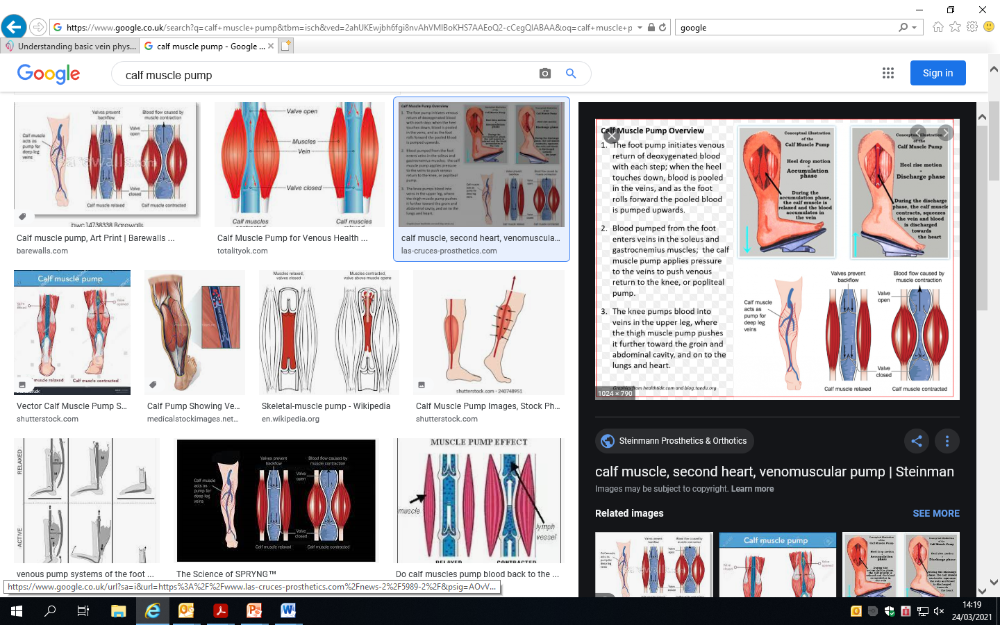 https://www.google.co.uk/search?q=calf+muscle+pump&tbm=isch&ved=2ahUKEwjbh6fgi8nvAhVMIBoKHS7AAEoQ2-cCegQIABAA&oq=calf+muscle+p
google
Understanding basic vein phys...
calf muscle pump - Google ...
Google
calf muscle pump
Sign in
Valves prevent
backflow
Blood flow caused by
muscle contraction
Calf muscle
acts as
pump for
deep leg
veins
Valve
open
Valve
closed
Calf muscle relaxed
Calf muscle contracted
bwc14738338 Barewalls
Calf muscle pump, Art Print | Barewalls ...
barewalls.com
Valve open
Muscles
Vein
Valve closed
Calf muscles
Calf muscles
Calf Muscle Pump for Venous Health ...
totalityok.com
calf muscle, second heart, venomuscula...
las-cruces-prosthetics.com
Calf muscle pump
muscle relaxed
Calf muscle contracted
Vector Calf Muscle Pump S...
shutterstock.com
Calf Pump Showing Ve...
medicalstockimages.net...
Muscles relaxed,
valves closed
Muscles contracted,
valve above muscle open
Skeletal-muscle pump - Wikipedia
en.wikipedia.org
shutterstock.com · 240748951
Calf Muscle Pump Images, Stock Ph...
shutterstock.com
RELAXED
ACTIVE
venous pump systems of the foot ...
Valves prevent
backflow
Blood flow caused by
muscle contraction
Calf muscle
acts as
pump for
deep leg
veins
Valve
open
Valve
closed
Calf muscle relaxed
Calf muscle contracted
The Science of SPRYNG™
MUSCLE PUMP EFFECT
muscle
lymph
vessel
RELAXED
CONTRACTED
Do calf muscles pump blood back to the ...
Calf Muscle Pump Overview
1. The foot pump initiates venous
return of deoxygenated blood
with each step; when the heel
touches down, blood is pooled
in the veins, and as the foot
rolls forward the pooled blood
is pumped upwards.
2. Blood pumped from the foot
enters veins in the soleus and
gastrocnemius muscles; the calf
muscle pump applies pressure
to the veins to push venous
return to the knee, or popliteal
pump.
3. The knee pumps blood into
veins in the upper leg, where
the thigh muscle pump pushes
it further toward the groin and
abdominal cavity, and on to the
lungs and heart.
Graphics from healthtide.com and blog.taedu.org
1024 × 790
Conceptual illustration
of the
Calf Muscle Pump
Heel drop motion
=
Accumulation
phase
During the
accumulation phase,
the calf muscle is
relaxed and the blood
accumulates in
the vein
Conceptual illustration
of the
Calf Muscle Pump
Heel rise motion
=
Discharge phase
During the discharge
phase, the calf muscle
contracts, squeezes
the vein and blood
is discharged
towards
the heart
Valves prevent
backflow
Blood flow caused by
muscle contraction
Calf muscle
acts as
pump for
deep leg
veins
Valve
open
Valve
closed
Calf muscle relaxed
Calf muscle contracted
Steinmann Prosthetics & Orthotics
calf muscle, second heart, venomuscular pump | Steinman
Images may be subject to copyright. Learn more
Related images
SEE MORE
Calf muscle pump
https://www.google.co.uk/url?sa=i&url=https%3A%2F%2Fwww.las-cruces-prosthetics.com%2Fnews-2%2F5989-2%2F&psig=AOvV...
14:19
24/03/2021